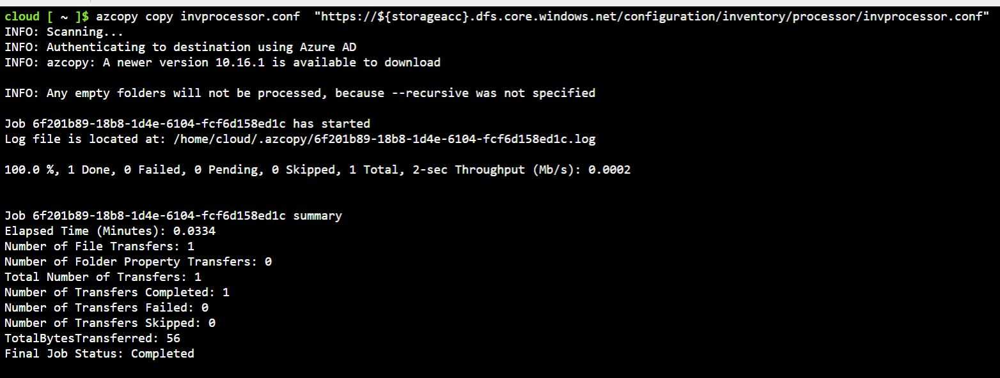 cloud [ ~ ]$ azcopy copy invprocessor.conf  "https://${storageacc}.dfs.core.windows.net/configuration/inventory/processor/invprocessor.conf"
INFO: Scanning...
INFO: Authenticating to destination using Azure AD
INFO: azcopy: A newer version 10.16.1 is available to download
INFO: Any empty folders will not be processed, because --recursive was not specified
Job 6f201b89-18b8-1d4e-6104-fcf6d158ed1c has started
Log file is located at: /home/cloud/.azcopy/6f201b89-18b8-1d4e-6104-fcf6d158ed1c.log
100.0 %, 1 Done, 0 Failed, 0 Pending, 0 Skipped, 1 Total, 2-sec Throughput (Mb/s): 0.0002
Job 6f201b89-18b8-1d4e-6104-fcf6d158ed1c summary
Elapsed Time (Minutes): 0.0334
Number of File Transfers: 1
Number of Folder Property Transfers: 0
Total Number of Transfers: 1
Number of Transfers Completed: 1
Number of Transfers Failed: 0
Number of Transfers Skipped: 0
TotalBytesTransferred: 56
Final Job Status: Completed